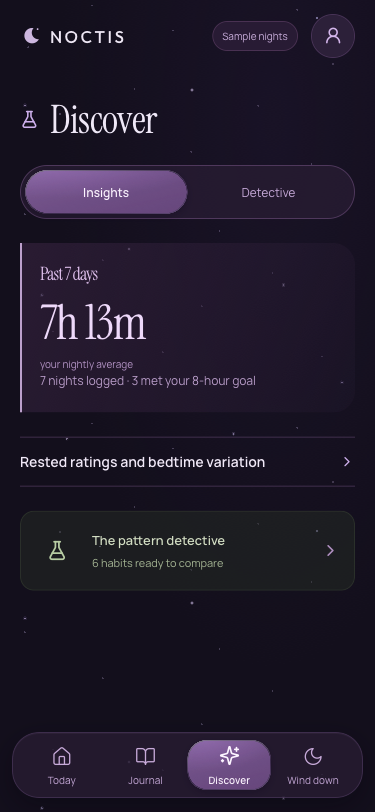 NOCTIS
Sample nights
Discover
Insights
Detective
Past 7 days
7h 13m
your nightly average
7 nights logged · 3 met your 8-hour goal
Rested ratings and bedtime variation
The pattern detective
6 habits ready to compare
Today
Journal
Discover
Wind down